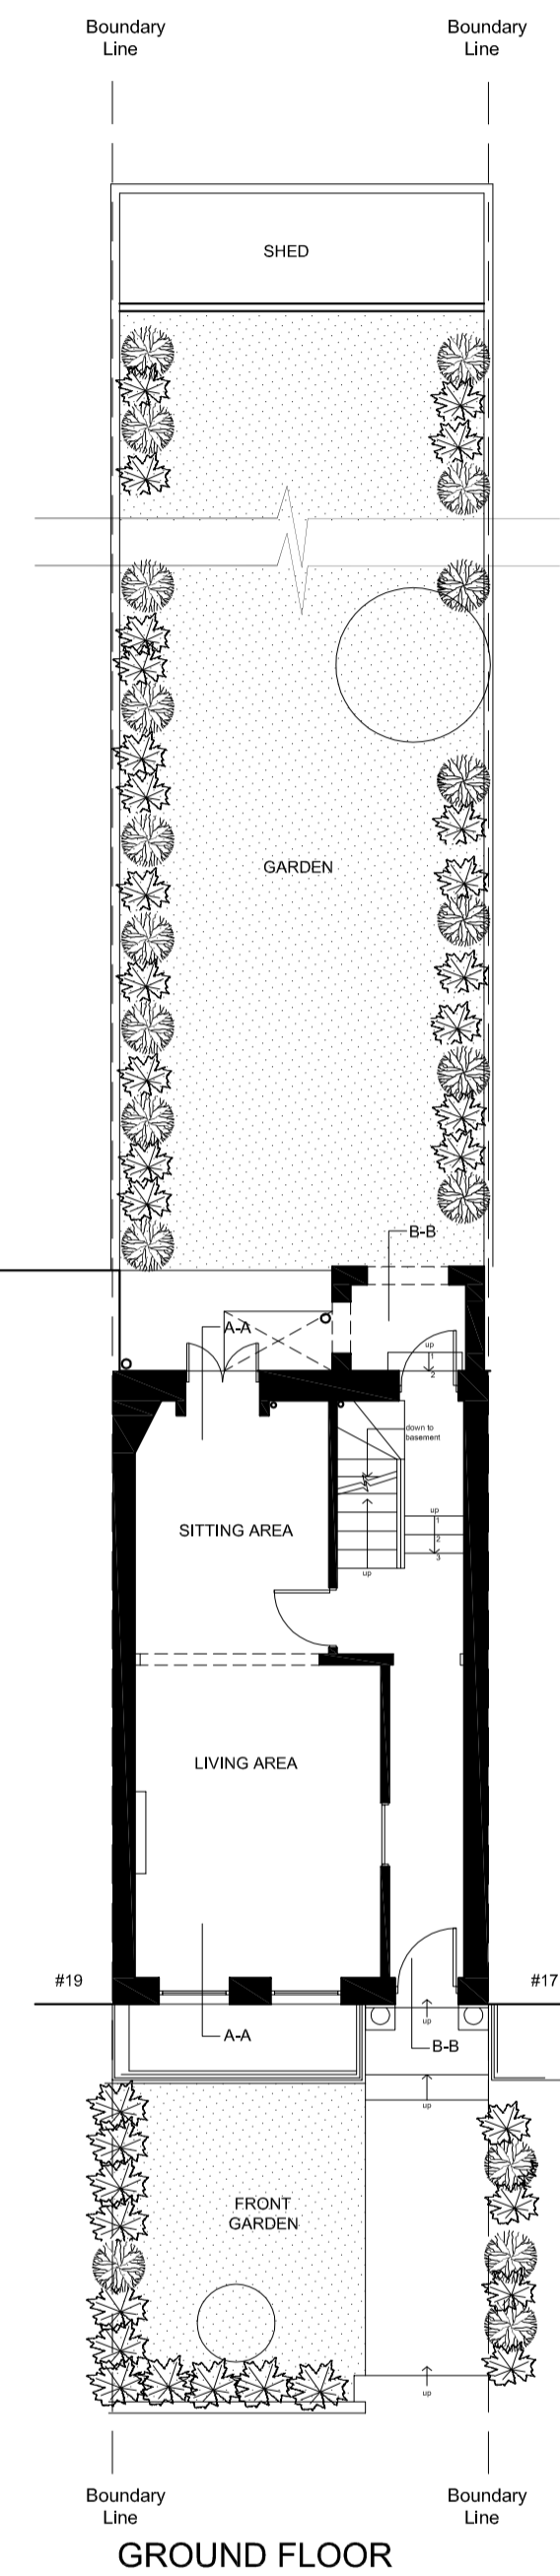 Boundary
Line
Boundary
Line
SHED
GARDEN
B-B
A-A
up
1
2
down to
basement
up
1
2
3
SITTING AREA
up
LIVING AREA
#19
#17
up
A-A
B-B
up
FRONT
GARDEN
up
Boundary
Line
Boundary
Line
GROUND FLOOR